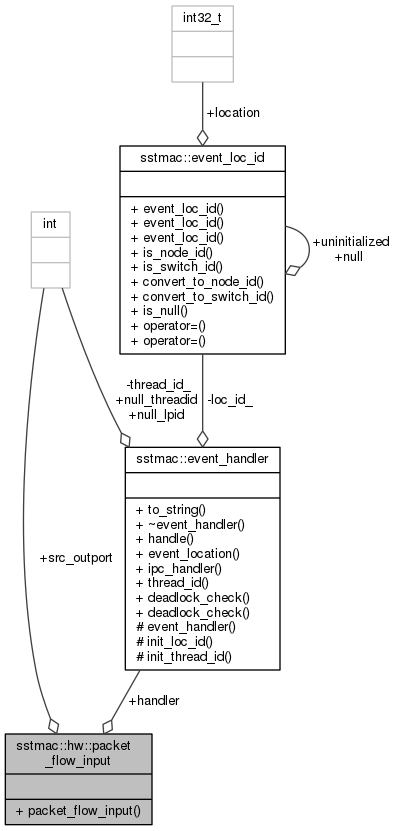 int32_t
+location
sstmac::event_loc_id
+ event_loc_id()
+ event_loc_id()
+ event_loc_id()
+ is_node_id()
+ is_switch_id()
+ convert_to_node_id()
+ convert_to_switch_id()
+ is_null()
+ operator=()
+ operator=()
+uninitialized
+null
int
-thread_id_
+null_threadid
+null_lpid
-loc_id_
sstmac::event_handler
+ to_string()
+ ~event_handler()
+ handle()
+ event_location()
+ ipc_handler()
+ thread_id()
+ deadlock_check()
+ deadlock_check()
# event_handler()
# init_loc_id()
# init_thread_id()
+src_outport
+handler
sstmac::hw::packet
_flow_input
+ packet_flow_input()